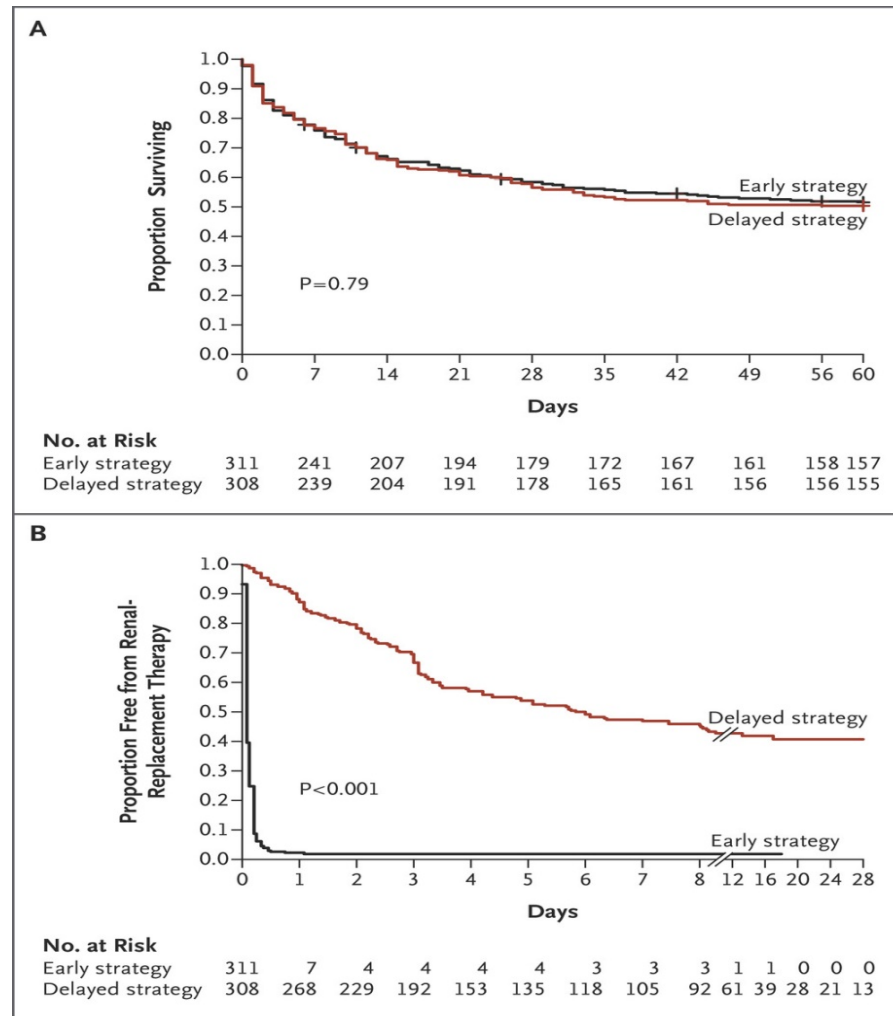 A
1.0
0.9
0.8
0.7
0.6
0.5
0.4
0.3
0.2
0.1
0.0
Proportion Surviving
Early strategy
Delayed strategy
P=0.79
0 7 14 21 28 35 42 49 56 60
Days
No. at Risk
Early strategy 311 241 207 194 179 172 167 161 158 157
Delayed strategy 308 239 204 191 178 165 161 156 156 155
B
1.0
0.9
0.8
0.7
0.6
0.5
0.4
0.3
0.2
0.1
0.0
Proportion Free from Renal-
Replacement Therapy
Delayed strategy
P<0.001
Early strategy
0 1 2 3 4 5 6 7 8 12 16 20 24 28
Days
No. at Risk
Early strategy 311 7 4 4 4 4 3 3 3 1 1 0 0 0
Delayed strategy 308 268 229 192 153 135 118 105 92 61 39 28 21 13